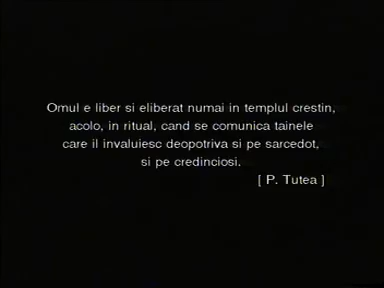 Omul e liber si eliberat numai in templul crestin,
acolo, in ritual, cand se comunica tainele
care il invaluiesc deopotriva si pe sarcedot,
si pe credinciosi.
[ P. Tutea ]